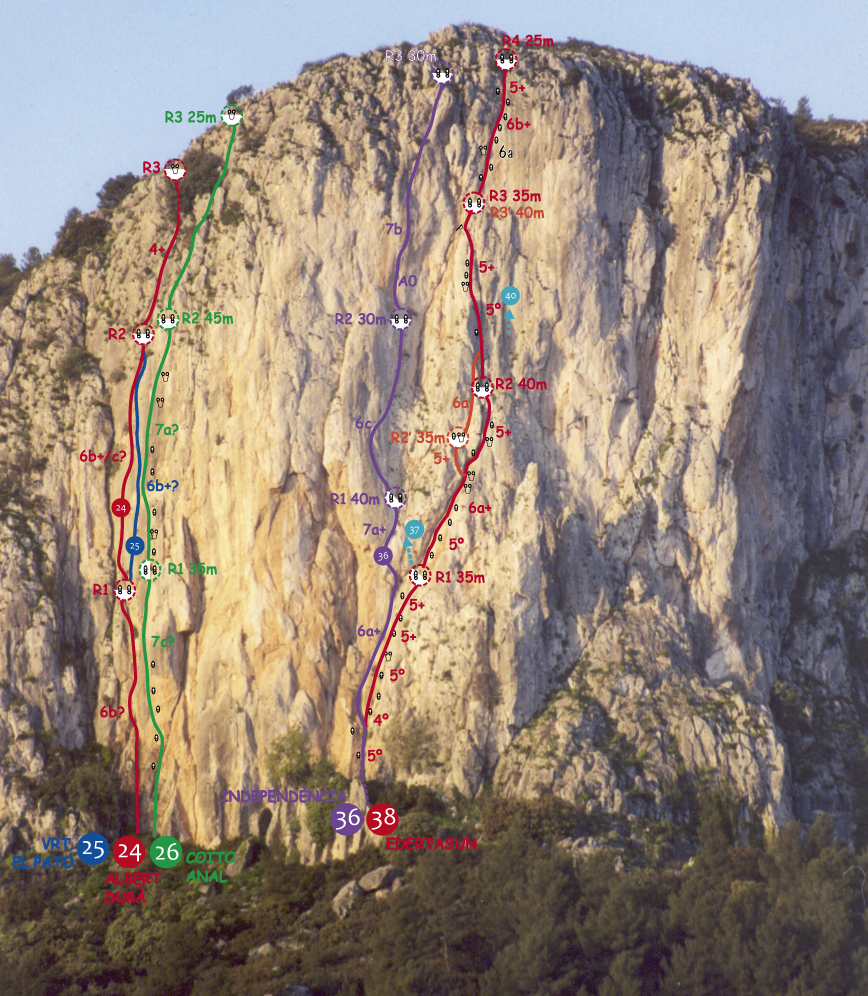 R4 25m
R3 30m
5+
R3 25m
6b+
6a
R3
R3 35m
R3' 40m
7b
4+
5+
A0
40
5º
R2 45m
R2 30m
R2
R2 40m
6a
7a?
6c
5+
R2' 35m
6b+/c?
5+
6b+?
R1 40m
24
6a+
7a+
37
25
36
5º
R1 35m
R1 35m
R1
5+
6a+
5+
7c?
5º
6b?
4º
5º
INDEPENDÈNCIA
36
38
VRT
EL PATO
25
24
26
EDERTASUN
COITO
ANAL
ALBERT
DURÀ